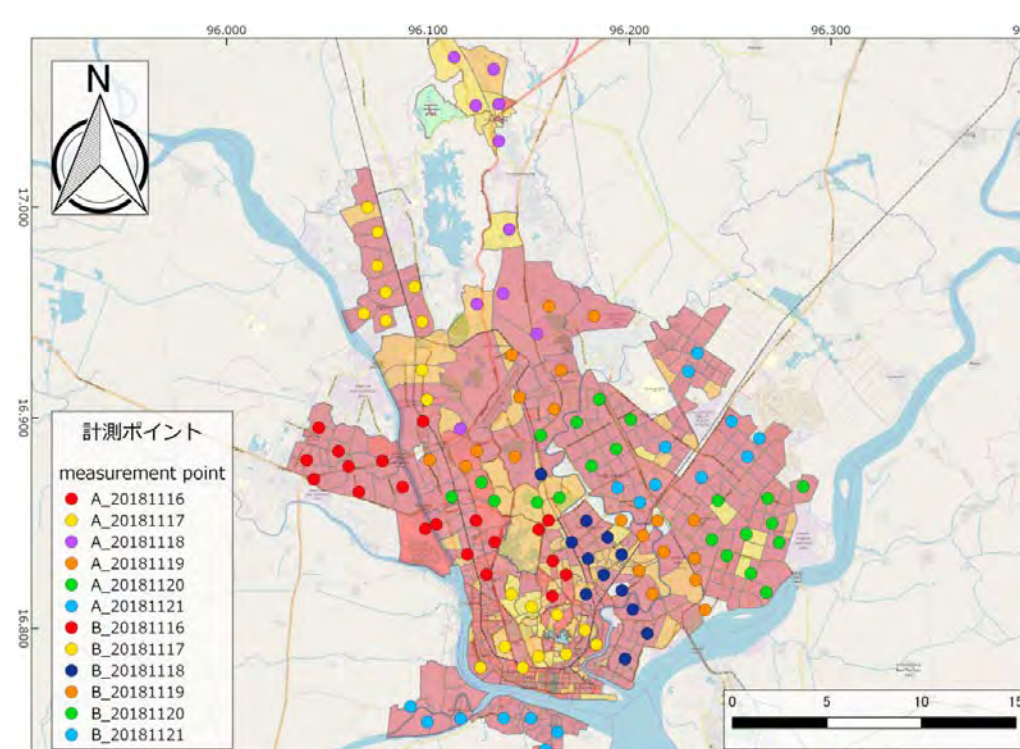 96.000 96.100 96.200 96.300
N
17.000
16.900
16.800
計測ポイント
measurement point
A_20181116
A_20181117
A_20181118
A_20181119
A_20181120
A_20181121
B_20181116
B_20181117
B_20181118
B_20181119
B_20181120
B_20181121
0 5 10 15